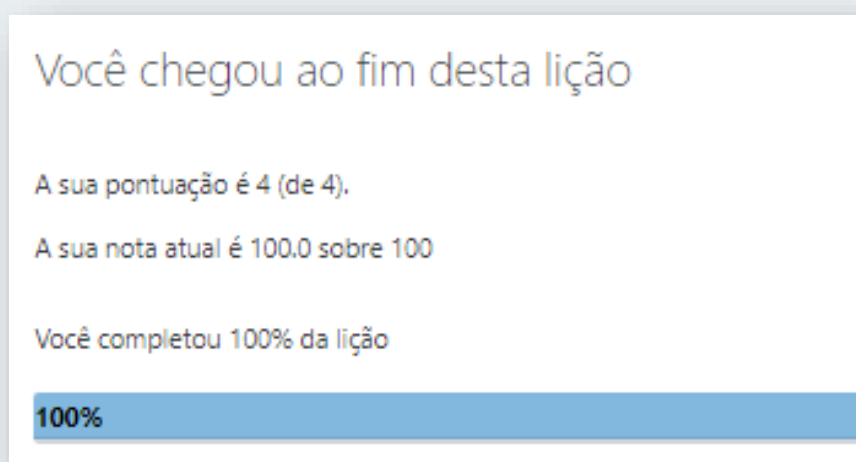 Você chegou ao fim desta lição
A sua pontuação é 4 (de 4).
A sua nota atual é 100.0 sobre 100
Você completou 100% da lição
100%